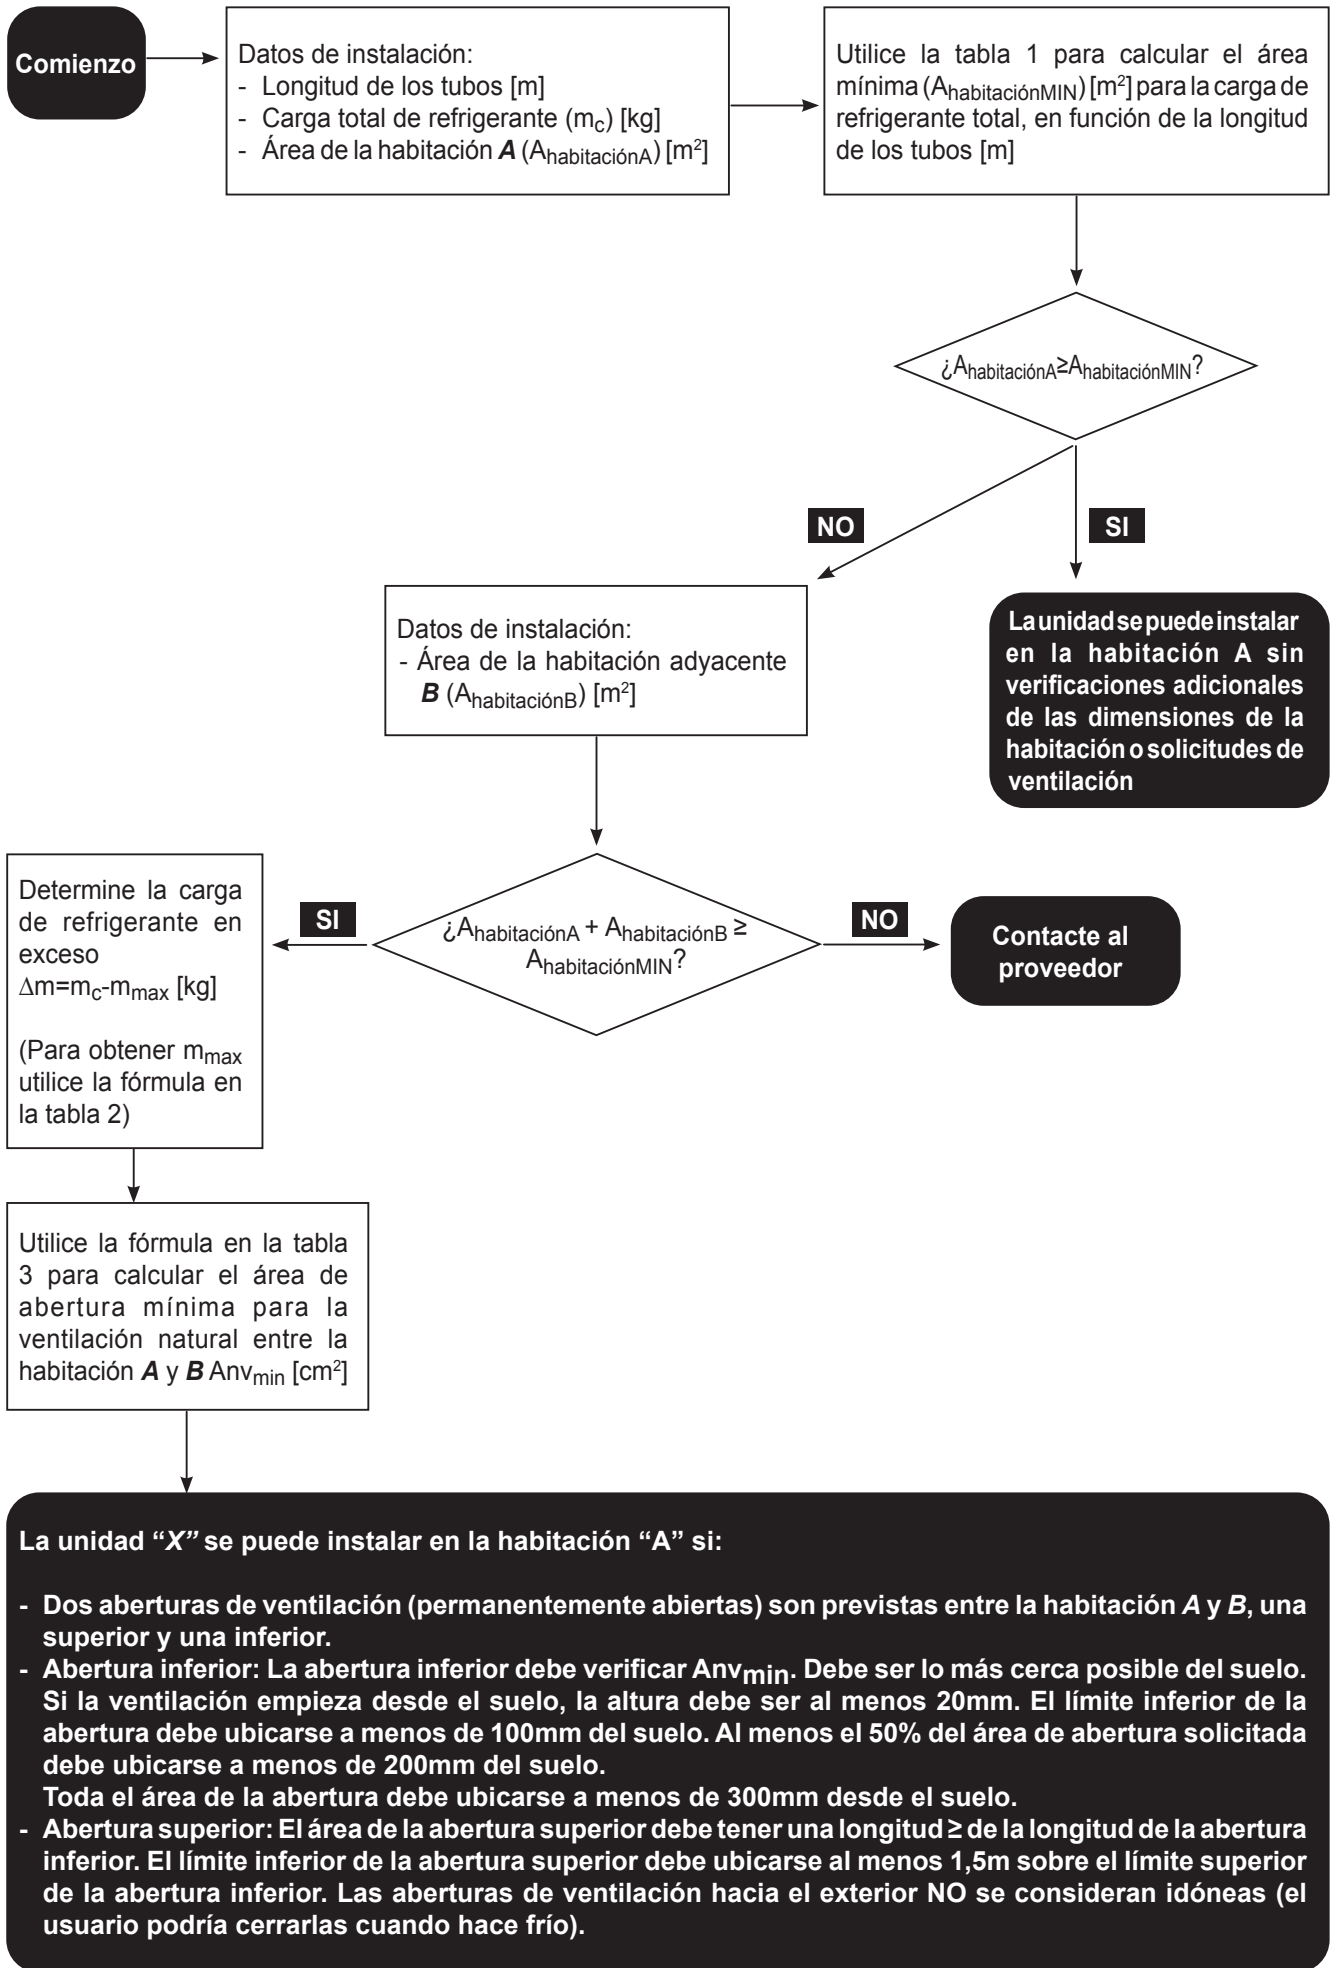 Comienzo
Datos de instalación:
- Longitud de los tubos [m]
- Carga total de refrigerante (mc) [kg]
- Área de la habitación A (AhabitaciónA) [m²]
Utilice la tabla 1 para calcular el área
mínima (AhabitaciónMIN) [m²] para la carga de
refrigerante total, en función de la longitud
de los tubos [m]
¿AhabitaciónA≥AhabitaciónMIN?
NO
SI
Datos de instalación:
- Área de la habitación adyacente
B (AhabitaciónB) [m²]
La unidad se puede instalar
en la habitación A sin
verificaciones adicionales
de las dimensiones de la
habitación o solicitudes de
ventilación
Determine la carga
de refrigerante en
exceso
∆m=mc-mmax [kg]
(Para obtener mmax
utilice la fórmula en
la tabla 2)
SI
¿AhabitaciónA + AhabitaciónB ≥
AhabitaciónMIN?
NO
Contacte al
proveedor
Utilice la fórmula en la tabla
3 para calcular el área de
abertura mínima para la
ventilación natural entre la
habitación A y B Anvmin [cm²]
La unidad “X” se puede instalar en la habitación “A” si:
- Dos aberturas de ventilación (permanentemente abiertas) son previstas entre la habitación A y B, una
superior y una inferior.
- Abertura inferior: La abertura inferior debe verificar Anvmin. Debe ser lo más cerca posible del suelo.
Si la ventilación empieza desde el suelo, la altura debe ser al menos 20mm. El límite inferior de la
abertura debe ubicarse a menos de 100mm del suelo. Al menos el 50% del área de abertura solicitada
debe ubicarse a menos de 200mm del suelo.
Toda el área de la abertura debe ubicarse a menos de 300mm desde el suelo.
- Abertura superior: El área de la abertura superior debe tener una longitud ≥ de la longitud de la abertura
inferior. El límite inferior de la abertura superior debe ubicarse al menos 1,5m sobre el límite superior
de la abertura inferior. Las aberturas de ventilación hacia el exterior NO se consideran idóneas (el
usuario podría cerrarlas cuando hace frío).